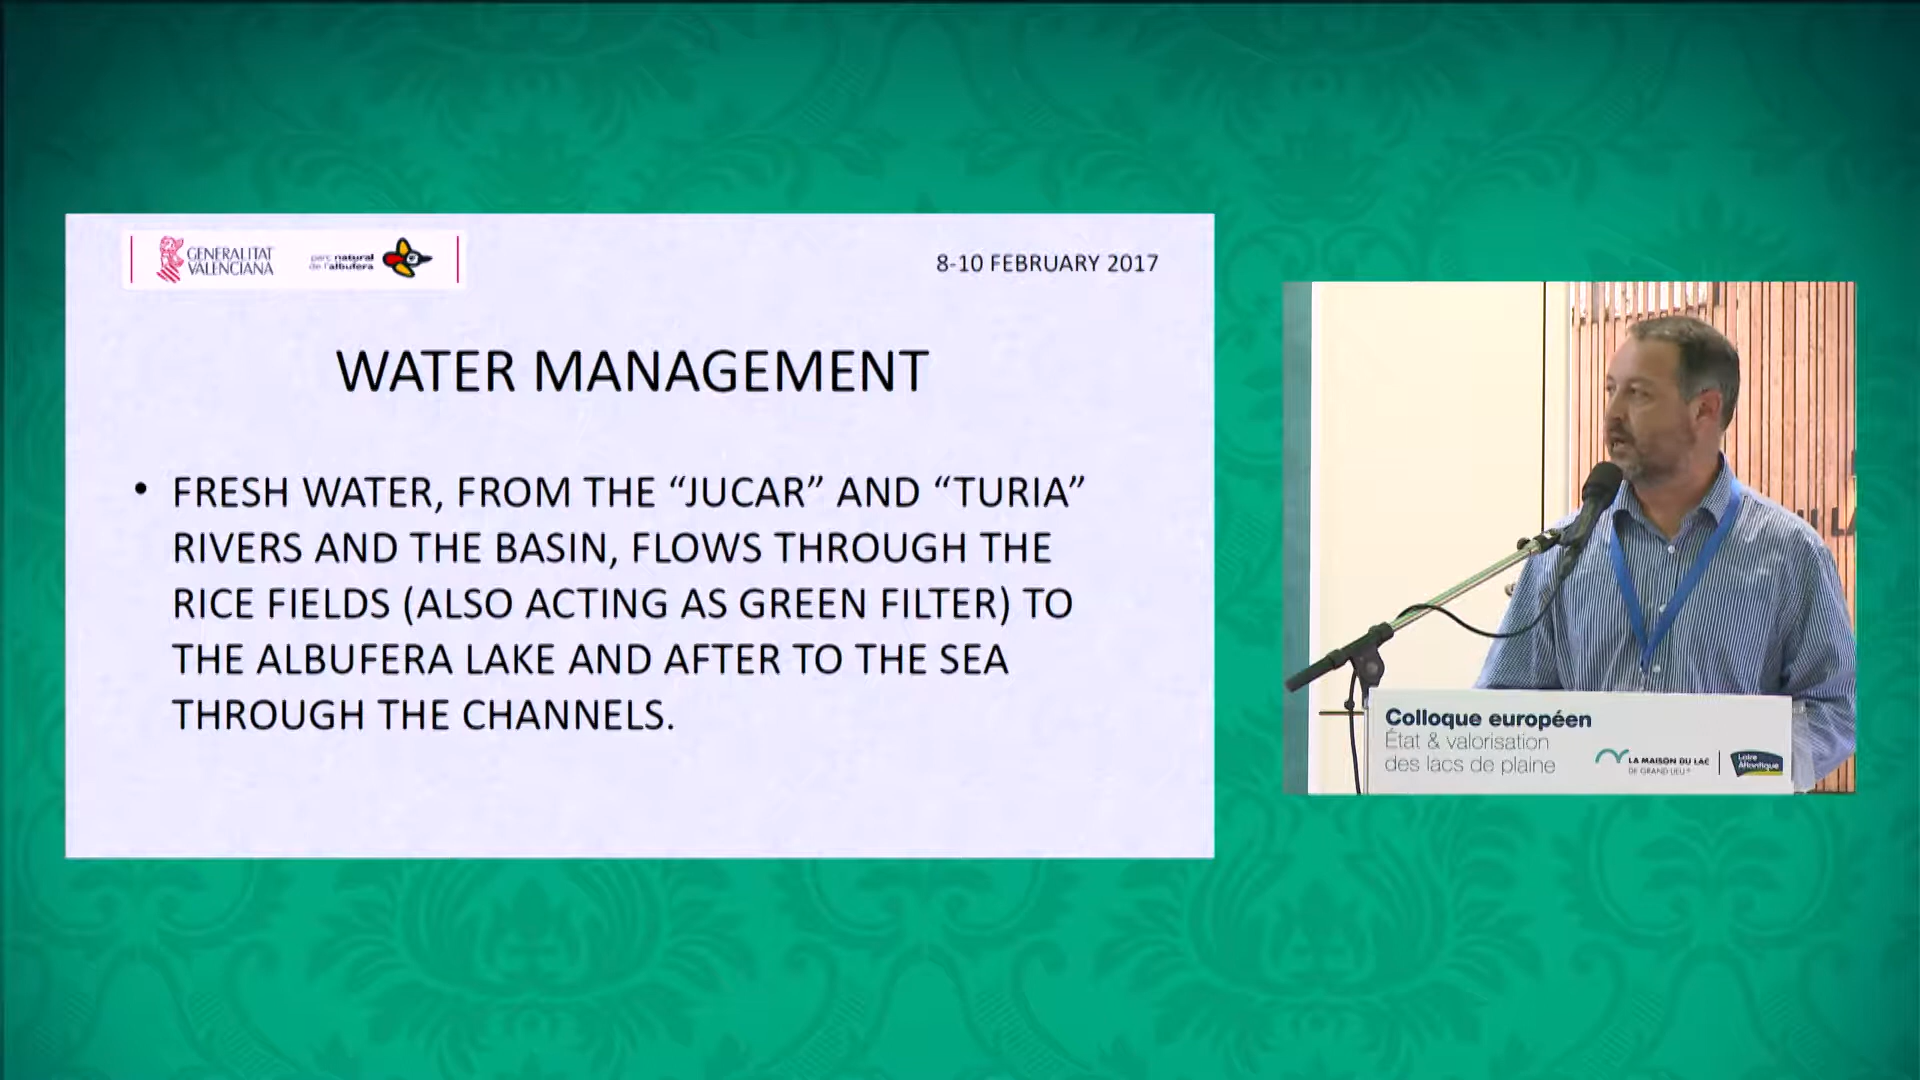 GENERALITAT
VALENCIANA
parc natural
de l'albufera
8-10 FEBRUARY 2017
WATER MANAGEMENT
• FRESH WATER, FROM THE “JUCAR” AND “TURIA”
RIVERS AND THE BASIN, FLOWS THROUGH THE
RICE FIELDS (ALSO ACTING AS GREEN FILTER) TO
THE ALBUFERA LAKE AND AFTER TO THE SEA
THROUGH THE CHANNELS.
Colloque européen
État & valorisation
des lacs de plaine
LA MAISON DU LAC
DE GRAND LIEU
Loire
Atlantique